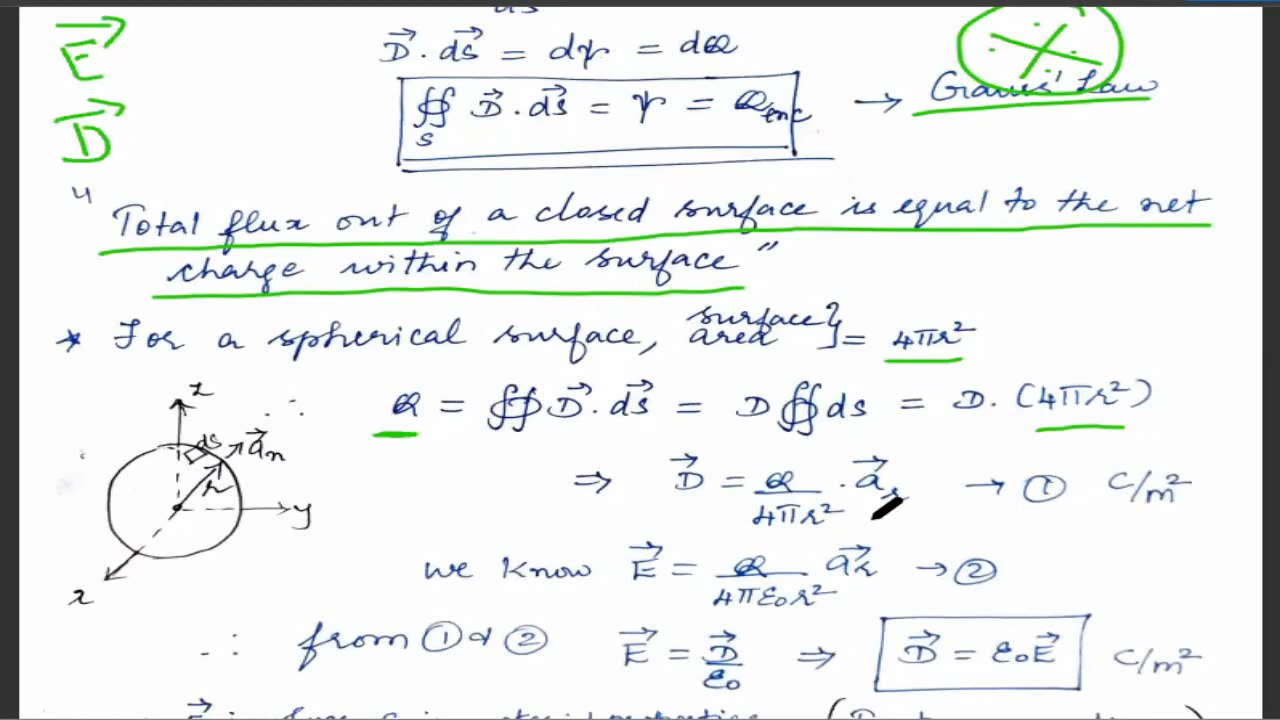 ds
E⃗
D⃗ . ds⃗ = dψ = dQ
D⃗
∯ₛ D⃗ . ds⃗ = ψ = Qenc → Gauss' Law
" Total flux out of a closed surface is equal to the net
charge within the surface "
* For a spherical surface, surface area } = 4πr²
∴ Q = ∯ D⃗ . ds⃗ = D ∯ ds = D. (4πr²)
z
ds
a⃗n
r
y
x
⇒ D⃗ = Q/4πr² . a⃗r → ① C/m²
we know E⃗ = Q/4πε₀r² a⃗r → ②
∴ from ① & ② E⃗ = D⃗/ε₀ ⇒ D⃗ = ε₀E⃗ C/m²